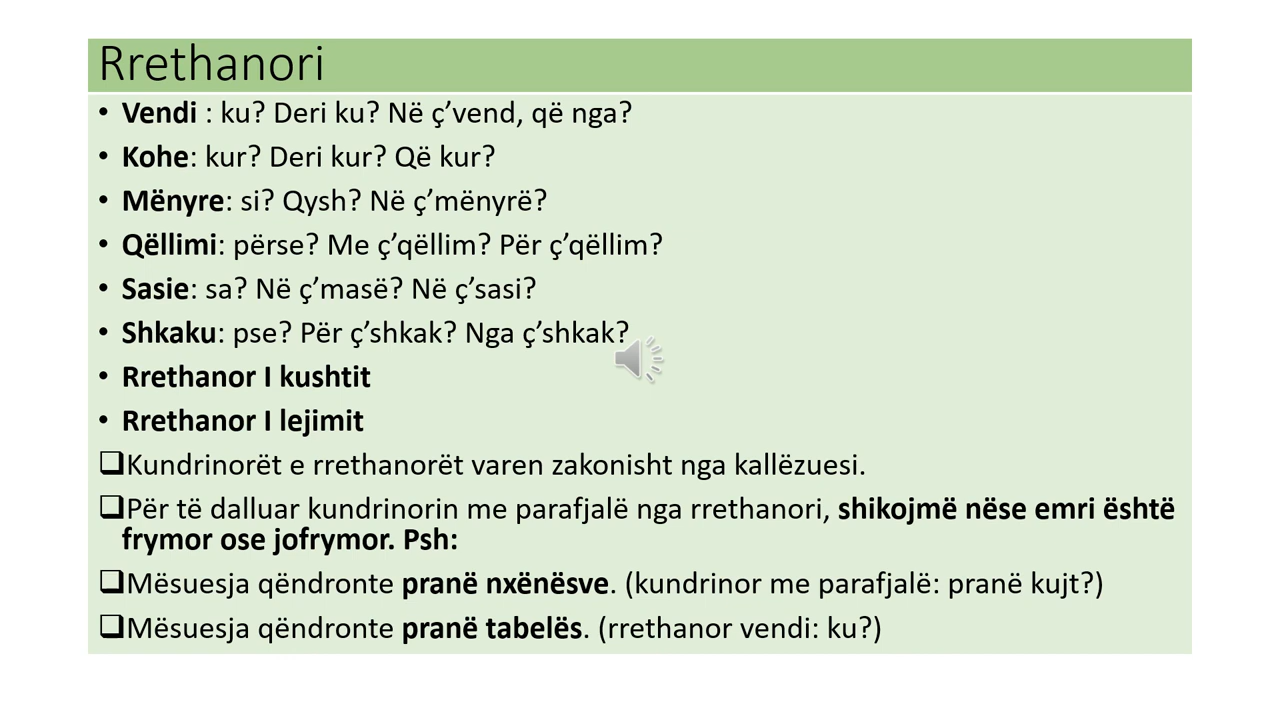 Rrethanori
• Vendi : ku? Deri ku? Në ç’vend, që nga?
• Kohe: kur? Deri kur? Që kur?
• Mënyre: si? Qysh? Në ç’mënyrë?
• Qëllimi: përse? Me ç’qëllim? Për ç’qëllim?
• Sasie: sa? Në ç’masë? Në ç’sasi?
• Shkaku: pse? Për ç’shkak? Nga ç’shkak?
• Rrethanor I kushtit
• Rrethanor I lejimit
❑Kundrinorët e rrethanorët varen zakonisht nga kallëzuesi.
❑Për të dalluar kundrinorin me parafjalë nga rrethanori, shikojmë nëse emri është
frymor ose jofrymor. Psh:
❑Mësuesja qëndronte pranë nxënësve. (kundrinor me parafjalë: pranë kujt?)
❑Mësuesja qëndronte pranë tabelës. (rrethanor vendi: ku?)